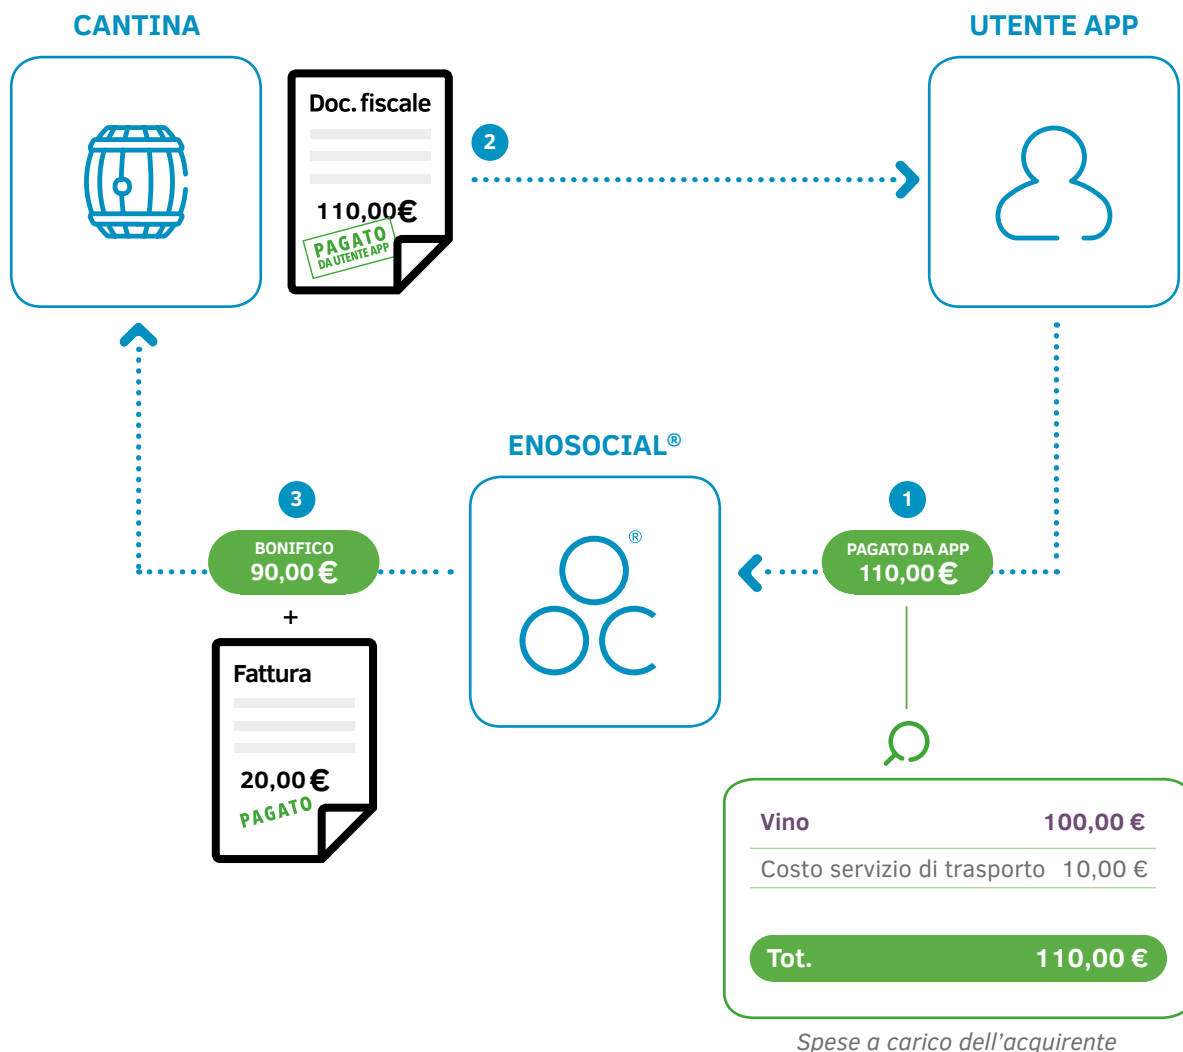 CANTINA
UTENTE APP
Doc. fiscale
110,00€
PAGATO
DA UTENTE APP
2
ENOSOCIAL®
3
BONIFICO
90,00 €
+
1
PAGATO DA APP
110,00 €
®
Fattura
20,00 €
PAGATO
Vino 100,00 €
Costo servizio di trasporto 10,00 €
Tot. 110,00 €
Spese a carico dell'acquirente